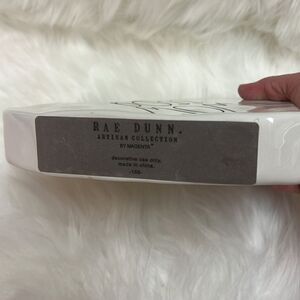 RAE DUNN.
ARTISAN COLLECTION
BY MAGENTA
decorative use only.
made in china.